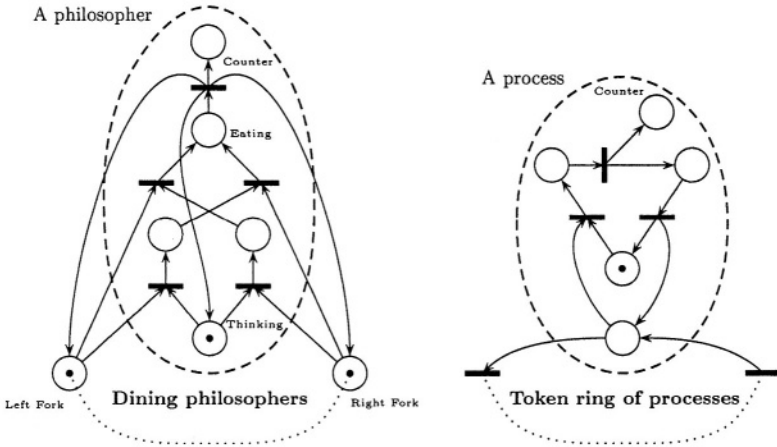 A philosopher
Counter
Eating
Thinking
Left Fork
Dining philosophers
Right Fork
A process
Counter
Token ring of processes